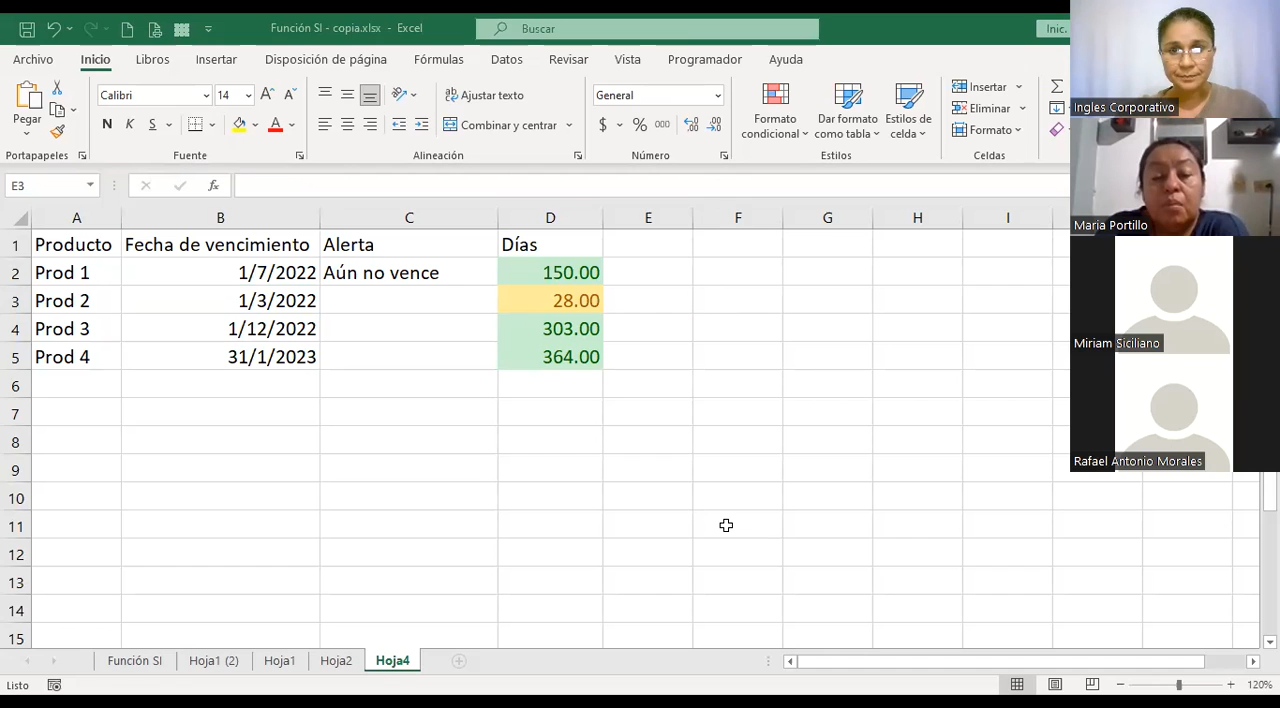 Función SI - copia.xlsx - Excel
Buscar
Inic.
Archivo Inicio Libros Insertar Disposición de página Fórmulas Datos Revisar Vista Programador Ayuda
Pegar
Calibri 14
N K S
Ajustar texto
Combinar y centrar
General
$ % 000
Formato condicional
Dar formato como tabla
Estilos de celda
Insertar
Eliminar
Formato
Portapapeles Fuente Alineación Número Estilos Celdas
E3 fx
A B C D E F G H I
1 Producto Fecha de vencimiento Alerta Días
2 Prod 1 1/7/2022 Aún no vence 150.00
3 Prod 2 1/3/2022 28.00
4 Prod 3 1/12/2022 303.00
5 Prod 4 31/1/2023 364.00
6
7
8
9
10
11
12
13
14
15
Función SI Hoja1 (2) Hoja1 Hoja2 Hoja4
Listo 120%
Ingles Corporativo
Maria Portillo
Miriam Siciliano
Rafael Antonio Morales